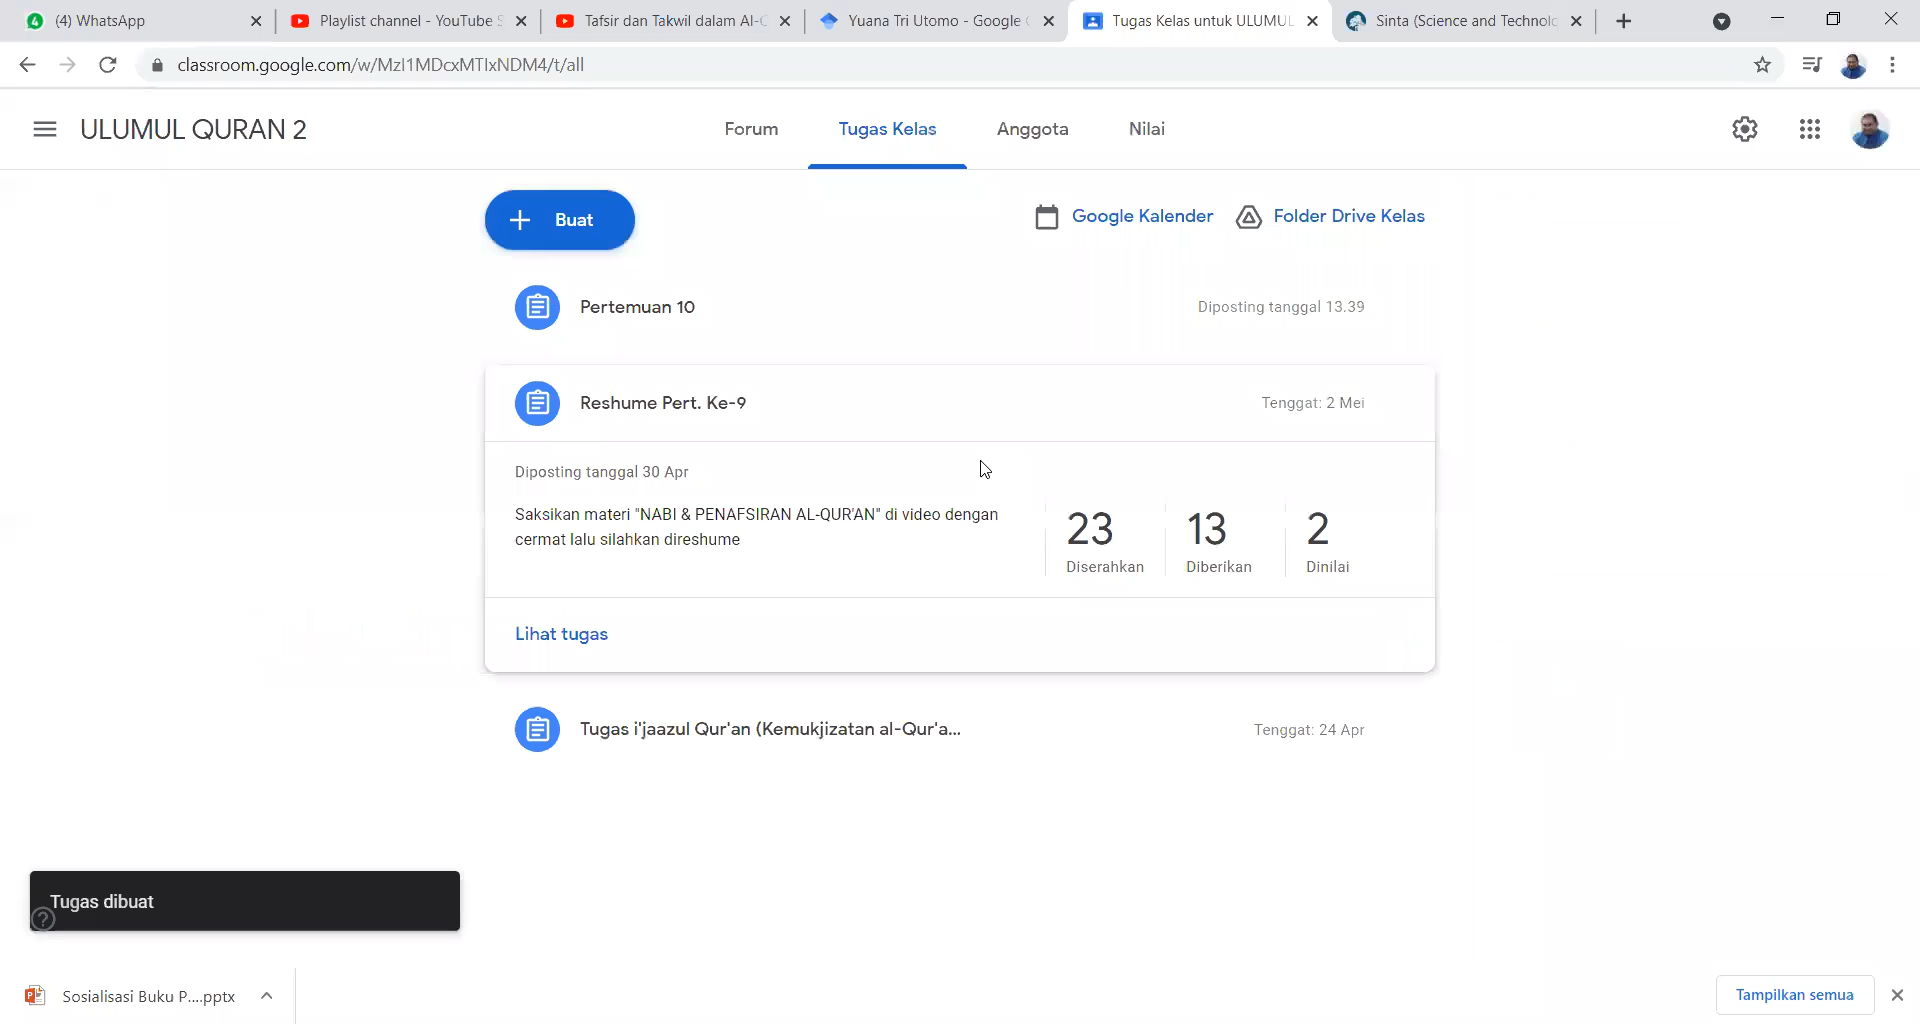 (4) WhatsApp
Playlist channel - YouTube S
Tafsir dan Takwil dalam Al-Q
Yuana Tri Utomo - Google
Tugas Kelas untuk ULUMUL
Sinta (Science and Technolo
classroom.google.com/w/MzI1MDcxMTIxNDM4/t/all
ULUMUL QURAN 2
Forum
Tugas Kelas
Anggota
Nilai
Buat
Google Kalender
Folder Drive Kelas
Pertemuan 10
Diposting tanggal 13.39
Reshume Pert. Ke-9
Tenggat: 2 Mei
Diposting tanggal 30 Apr
Saksikan materi "NABI & PENAFSIRAN AL-QUR'AN" di video dengan
cermat lalu silahkan direshume
23
13
2
Diserahkan
Diberikan
Dinilai
Lihat tugas
Tugas i'jaazul Qur'an (Kemukjizatan al-Qur'a...
Tenggat: 24 Apr
Tugas dibuat
Sosialisasi Buku P....pptx
Tampilkan semua